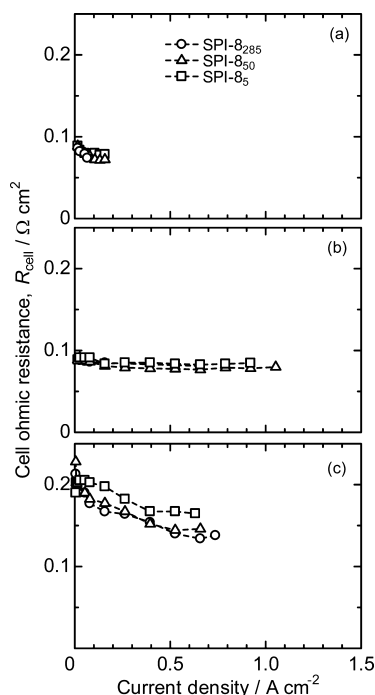 (a)
SPI-8₂₈₅
SPI-8₅₀
SPI-8₅
0.2
0.1
0
(b)
0.2
0.1
0
(c)
0.2
0.1
0 0.5 1.0 1.5
Cell ohmic resistance, R_cell / Ω cm²
Current density / A cm⁻²